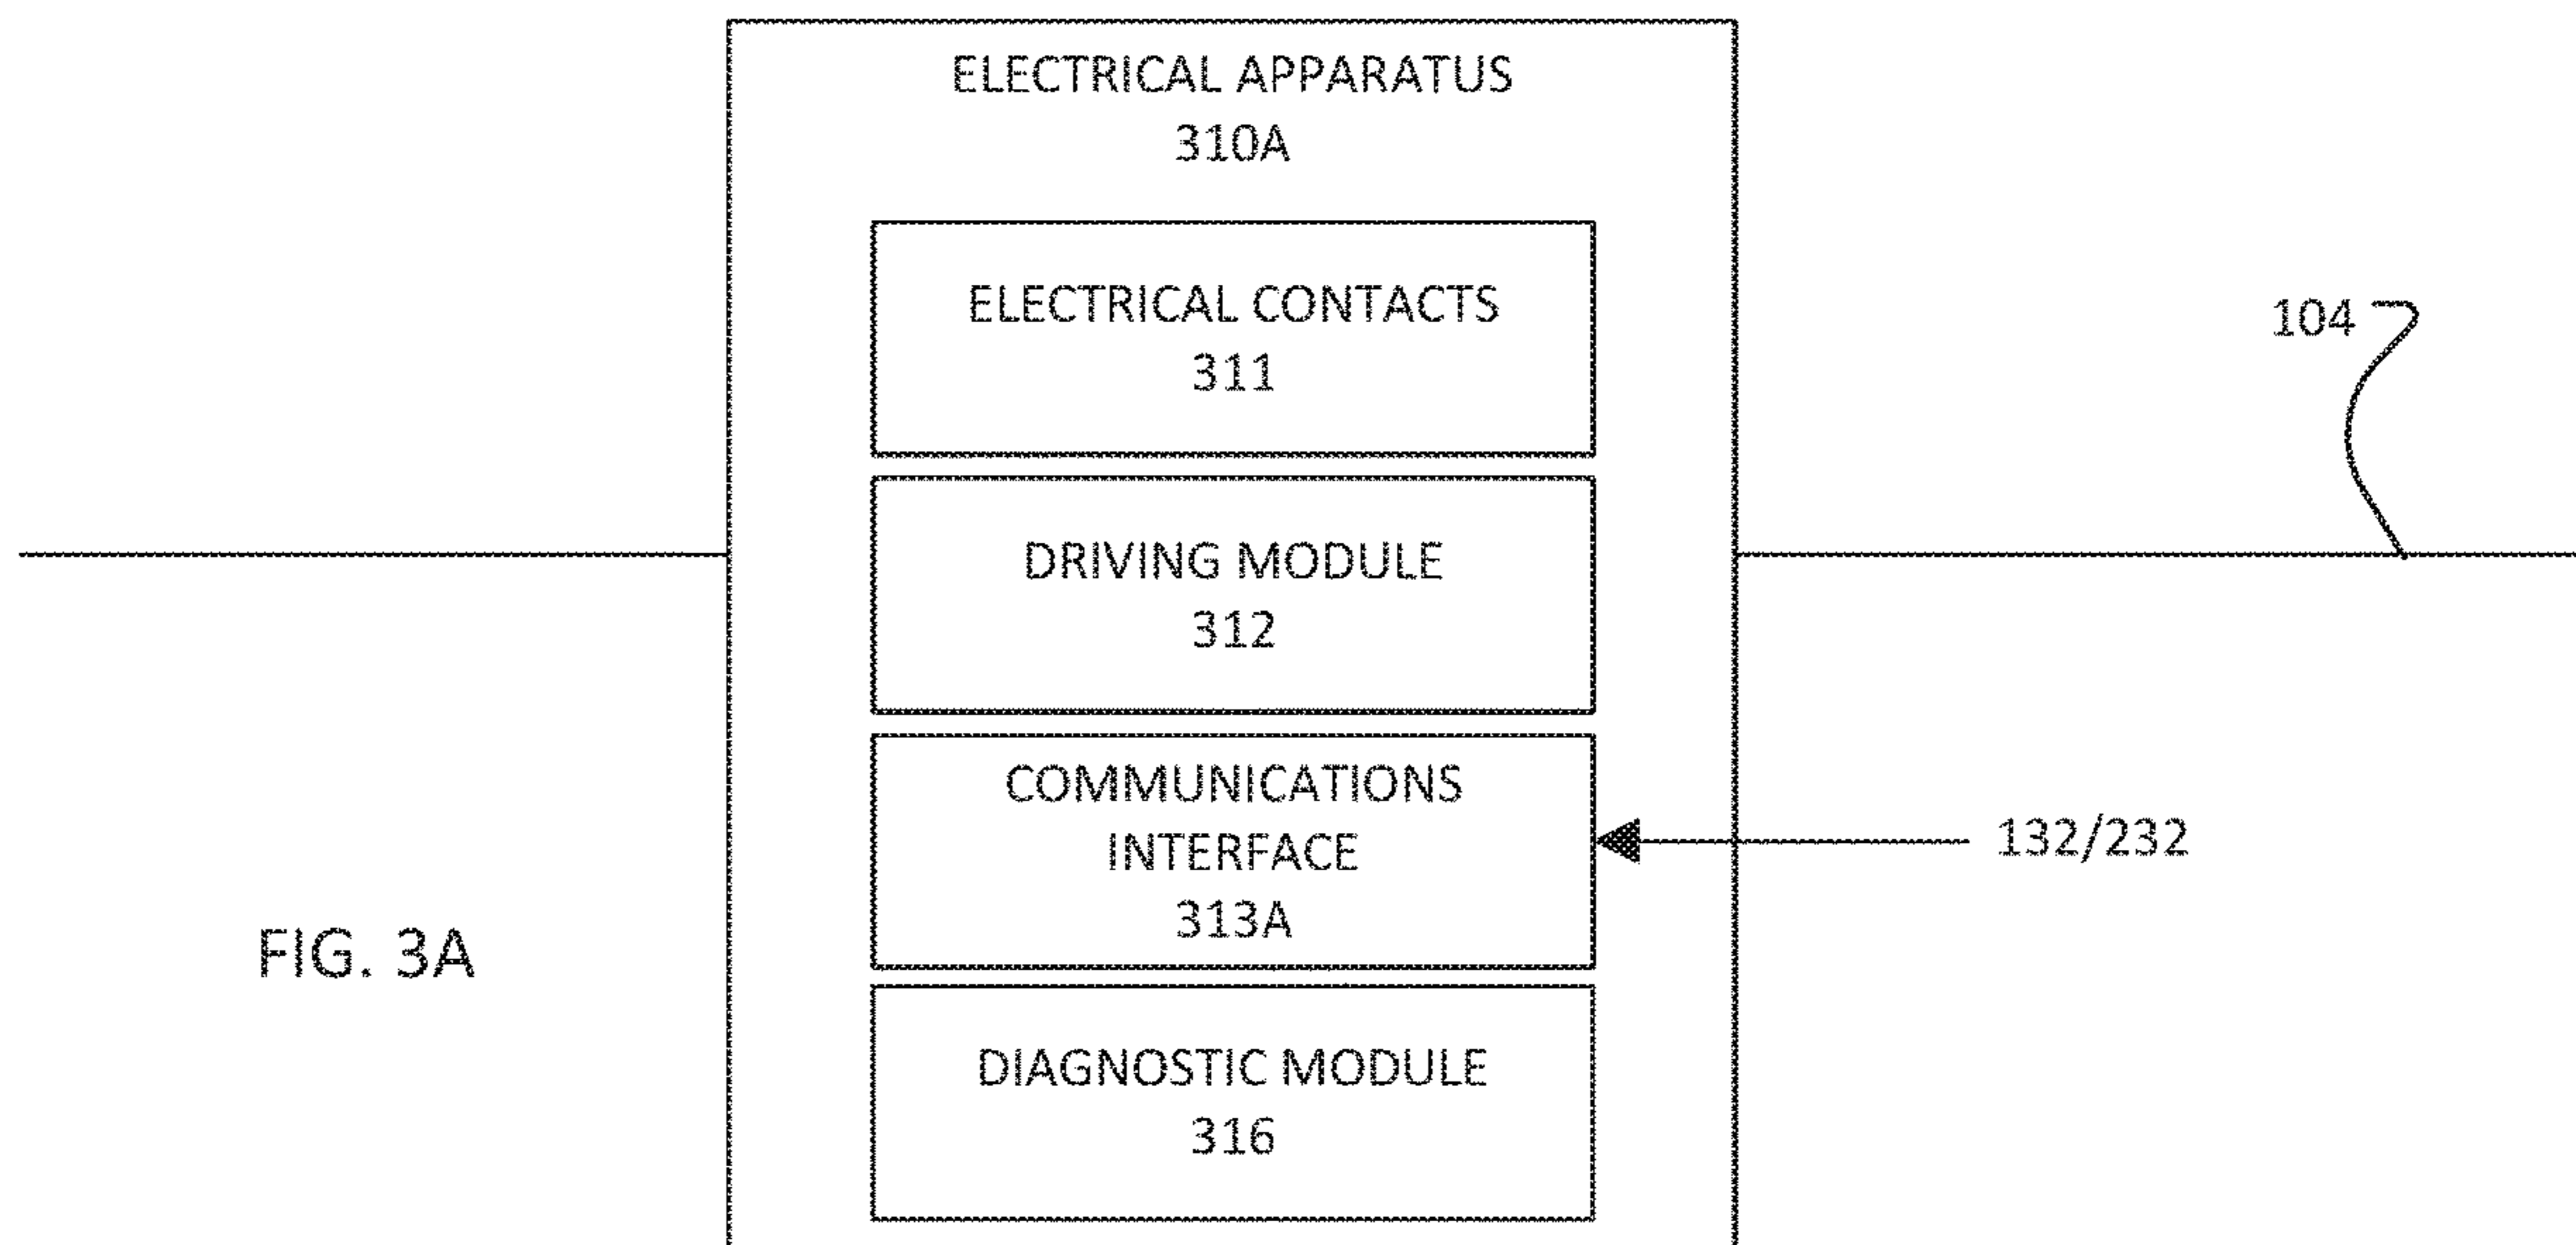 ELECTRICAL APPARATUS
310A
ELECTRICAL CONTACTS
311
104
DRIVING MODULE
312
COMMUNICATIONS
INTERFACE
313A
132/232
FIG. 3A
DIAGNOSTIC MODULE
316